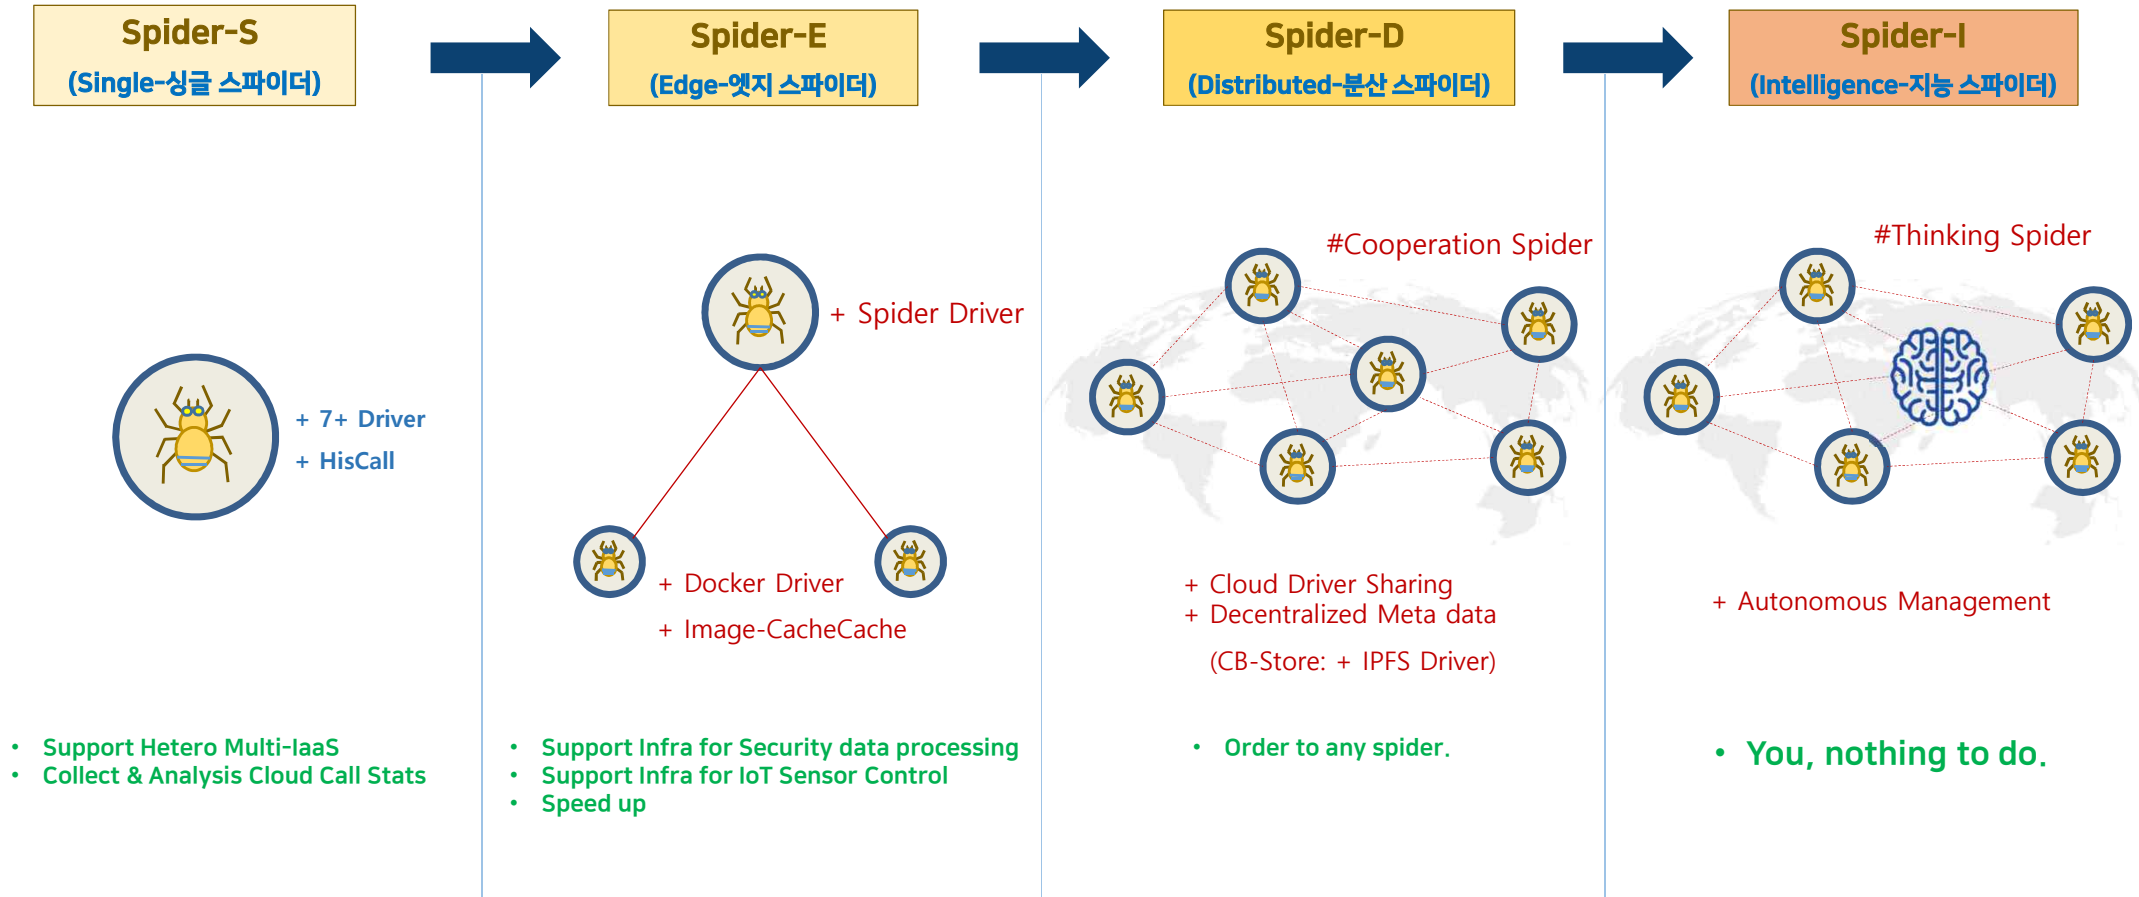 Spider-S
(Single-싱글 스파이더)
+ 7+ Driver
+ HisCall
• Support Hetero Multi-IaaS
• Collect & Analysis Cloud Call Stats
Spider-E
(Edge-엣지 스파이더)
+ Spider Driver
+ Docker Driver
+ Image-CacheCache
• Support Infra for Security data processing
• Support Infra for IoT Sensor Control
• Speed up
Spider-D
(Distributed-분산 스파이더)
#Cooperation Spider
+ Cloud Driver Sharing
+ Decentralized Meta data
(CB-Store: + IPFS Driver)
• Order to any spider.
Spider-I
(Intelligence-지능 스파이더)
#Thinking Spider
+ Autonomous Management
• You, nothing to do.